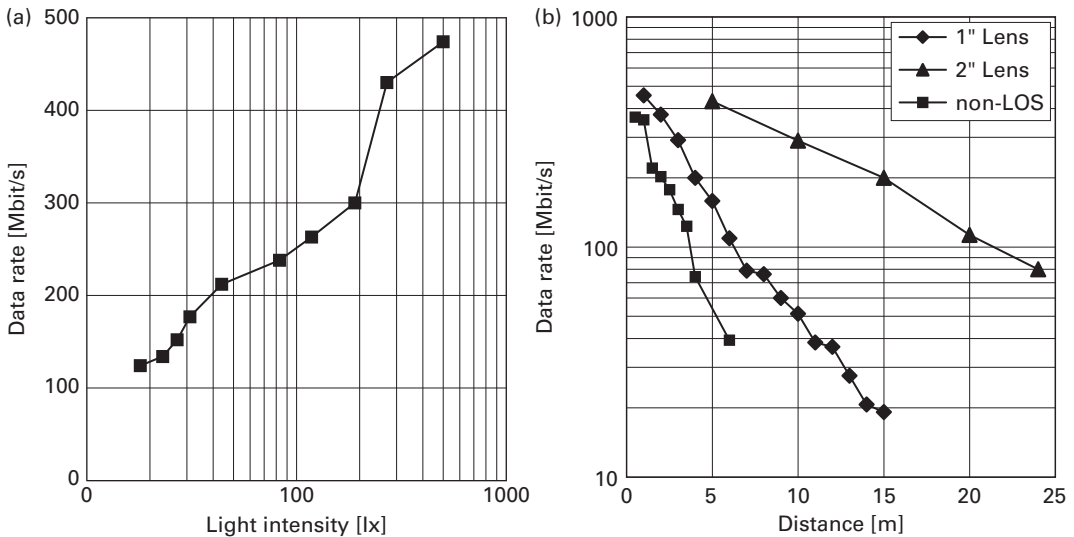 (a)
500
400
300
200
100
0
Data rate [Mbit/s]
0 100 1000
Light intensity [lx]
(b)
1000
100
10
Data rate [Mbit/s]
1" Lens
2" Lens
non-LOS
0 5 10 15 20 25
Distance [m]